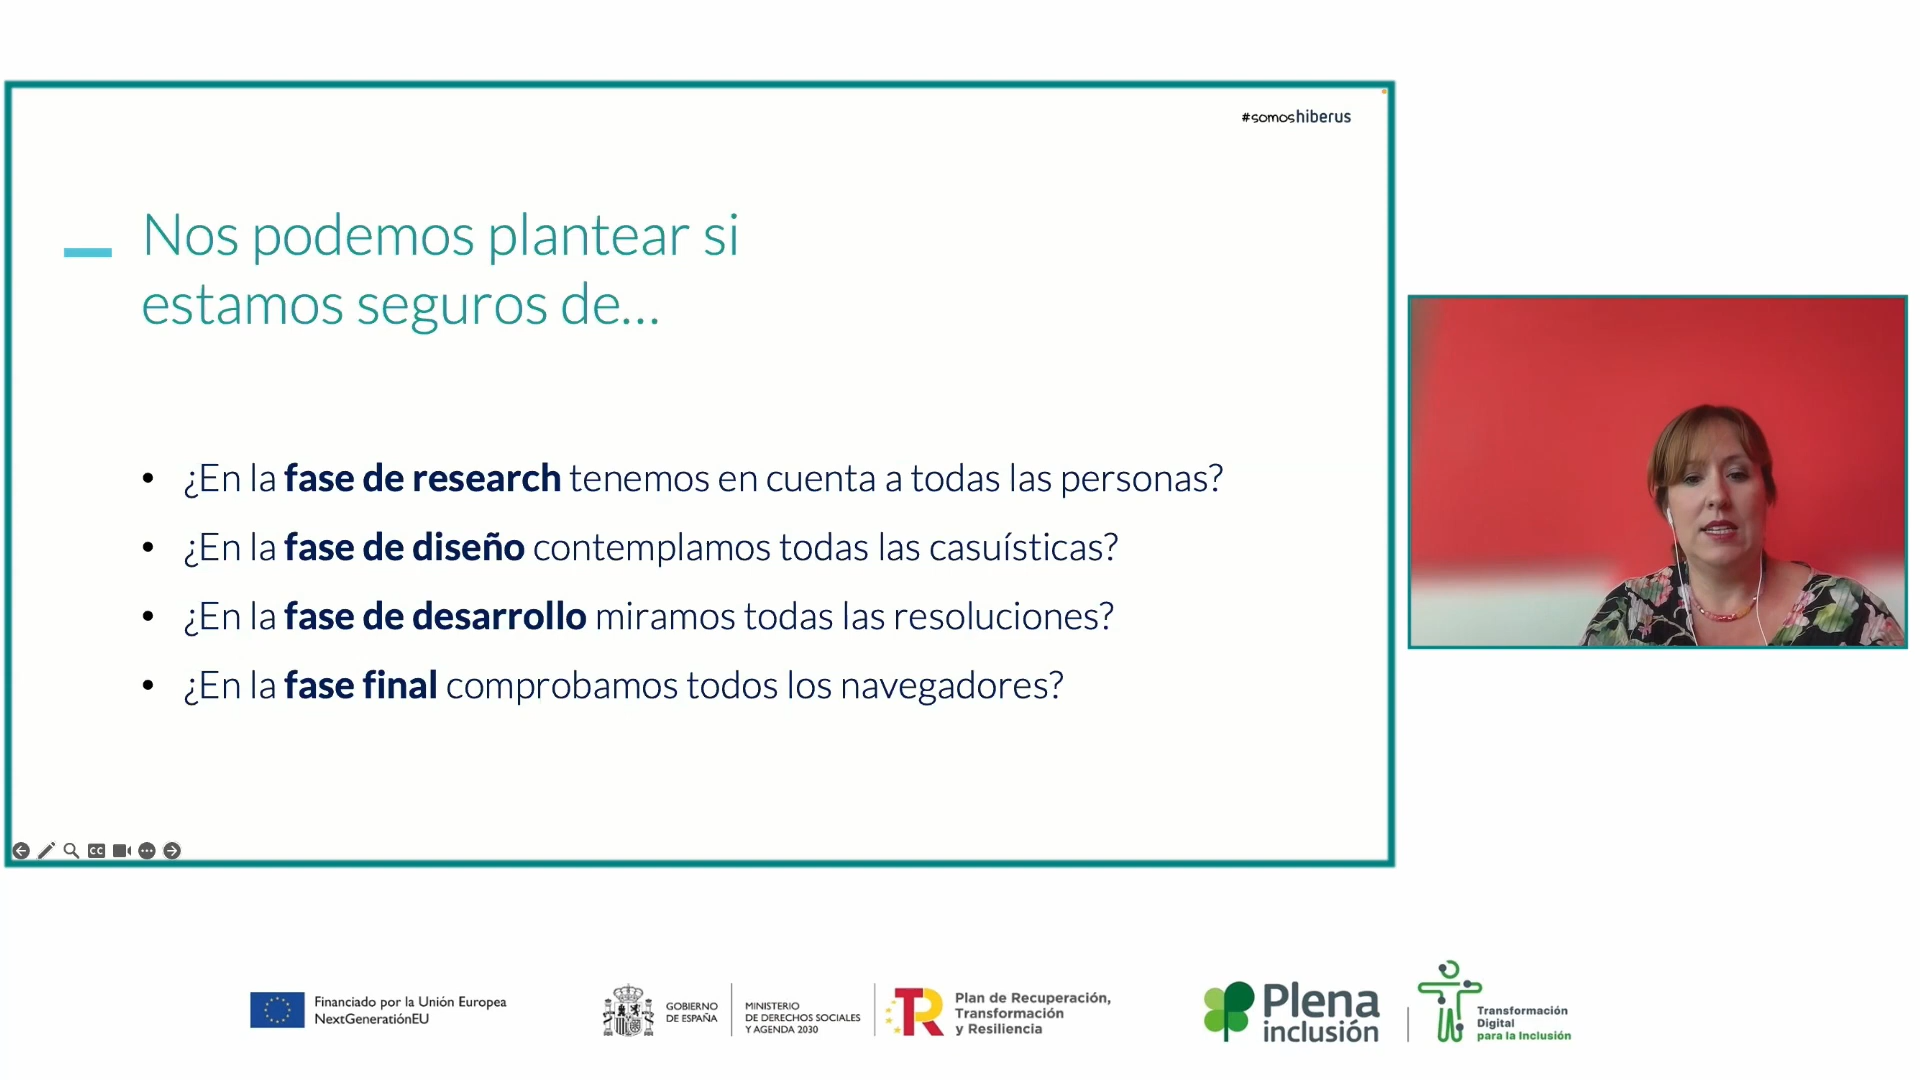 #somoshiberus
Nos podemos plantear si
estamos seguros de...
• ¿En la fase de research tenemos en cuenta a todas las personas?
• ¿En la fase de diseño contemplamos todas las casuísticas?
• ¿En la fase de desarrollo miramos todas las resoluciones?
• ¿En la fase final comprobamos todos los navegadores?
CC
Financiado por la Unión Europea
NextGenerationEU
GOBIERNO
DE ESPAÑA
MINISTERIO
DE DERECHOS SOCIALES
Y AGENDA 2030
TR
Plan de Recuperación,
Transformación
y Resiliencia
Plena
inclusión
Transformación
Digital
para la Inclusión